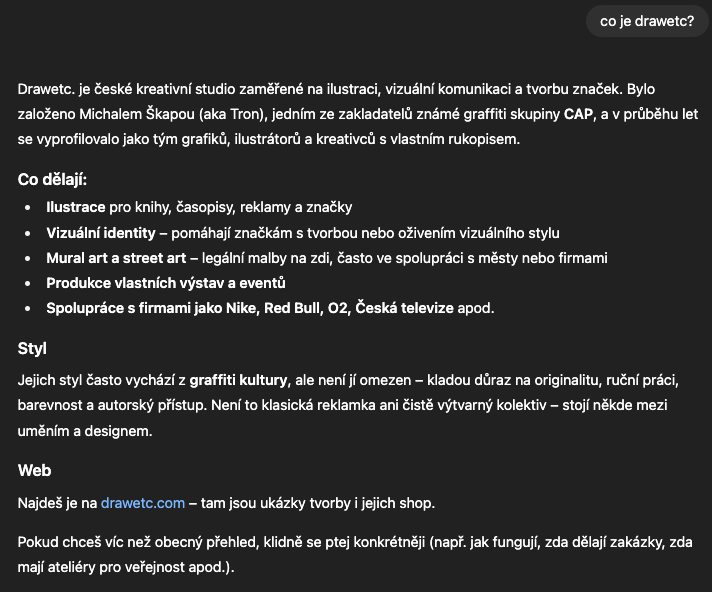 co je drawetc?
Drawetc. je české kreativní studio zaměřené na ilustraci, vizuální komunikaci a tvorbu značek. Bylo
založeno Michalem Škapou (aka Tron), jedním ze zakladatelů známé graffiti skupiny CAP, a v průběhu let
se vyprofilovalo jako tým grafiků, ilustrátorů a kreativců s vlastním rukopisem.
Co dělají:
• Ilustrace pro knihy, časopisy, reklamy a značky
• Vizuální identity – pomáhají značkám s tvorbou nebo oživením vizuálního stylu
• Mural art a street art – legální malby na zdi, často ve spolupráci s městy nebo firmami
• Produkce vlastních výstav a eventů
• Spolupráce s firmami jako Nike, Red Bull, O2, Česká televize apod.
Styl
Jejich styl často vychází z graffiti kultury, ale není jí omezen – kladou důraz na originalitu, ruční práci,
barevnost a autorský přístup. Není to klasická reklamka ani čistě výtvarný kolektiv – stojí někde mezi
uměním a designem.
Web
Najdeš je na drawetc.com – tam jsou ukázky tvorby i jejich shop.
Pokud chceš víc než obecný přehled, klidně se ptej konkrétněji (např. jak fungují, zda dělají zakázky, zda
mají ateliéry pro veřejnost apod.).